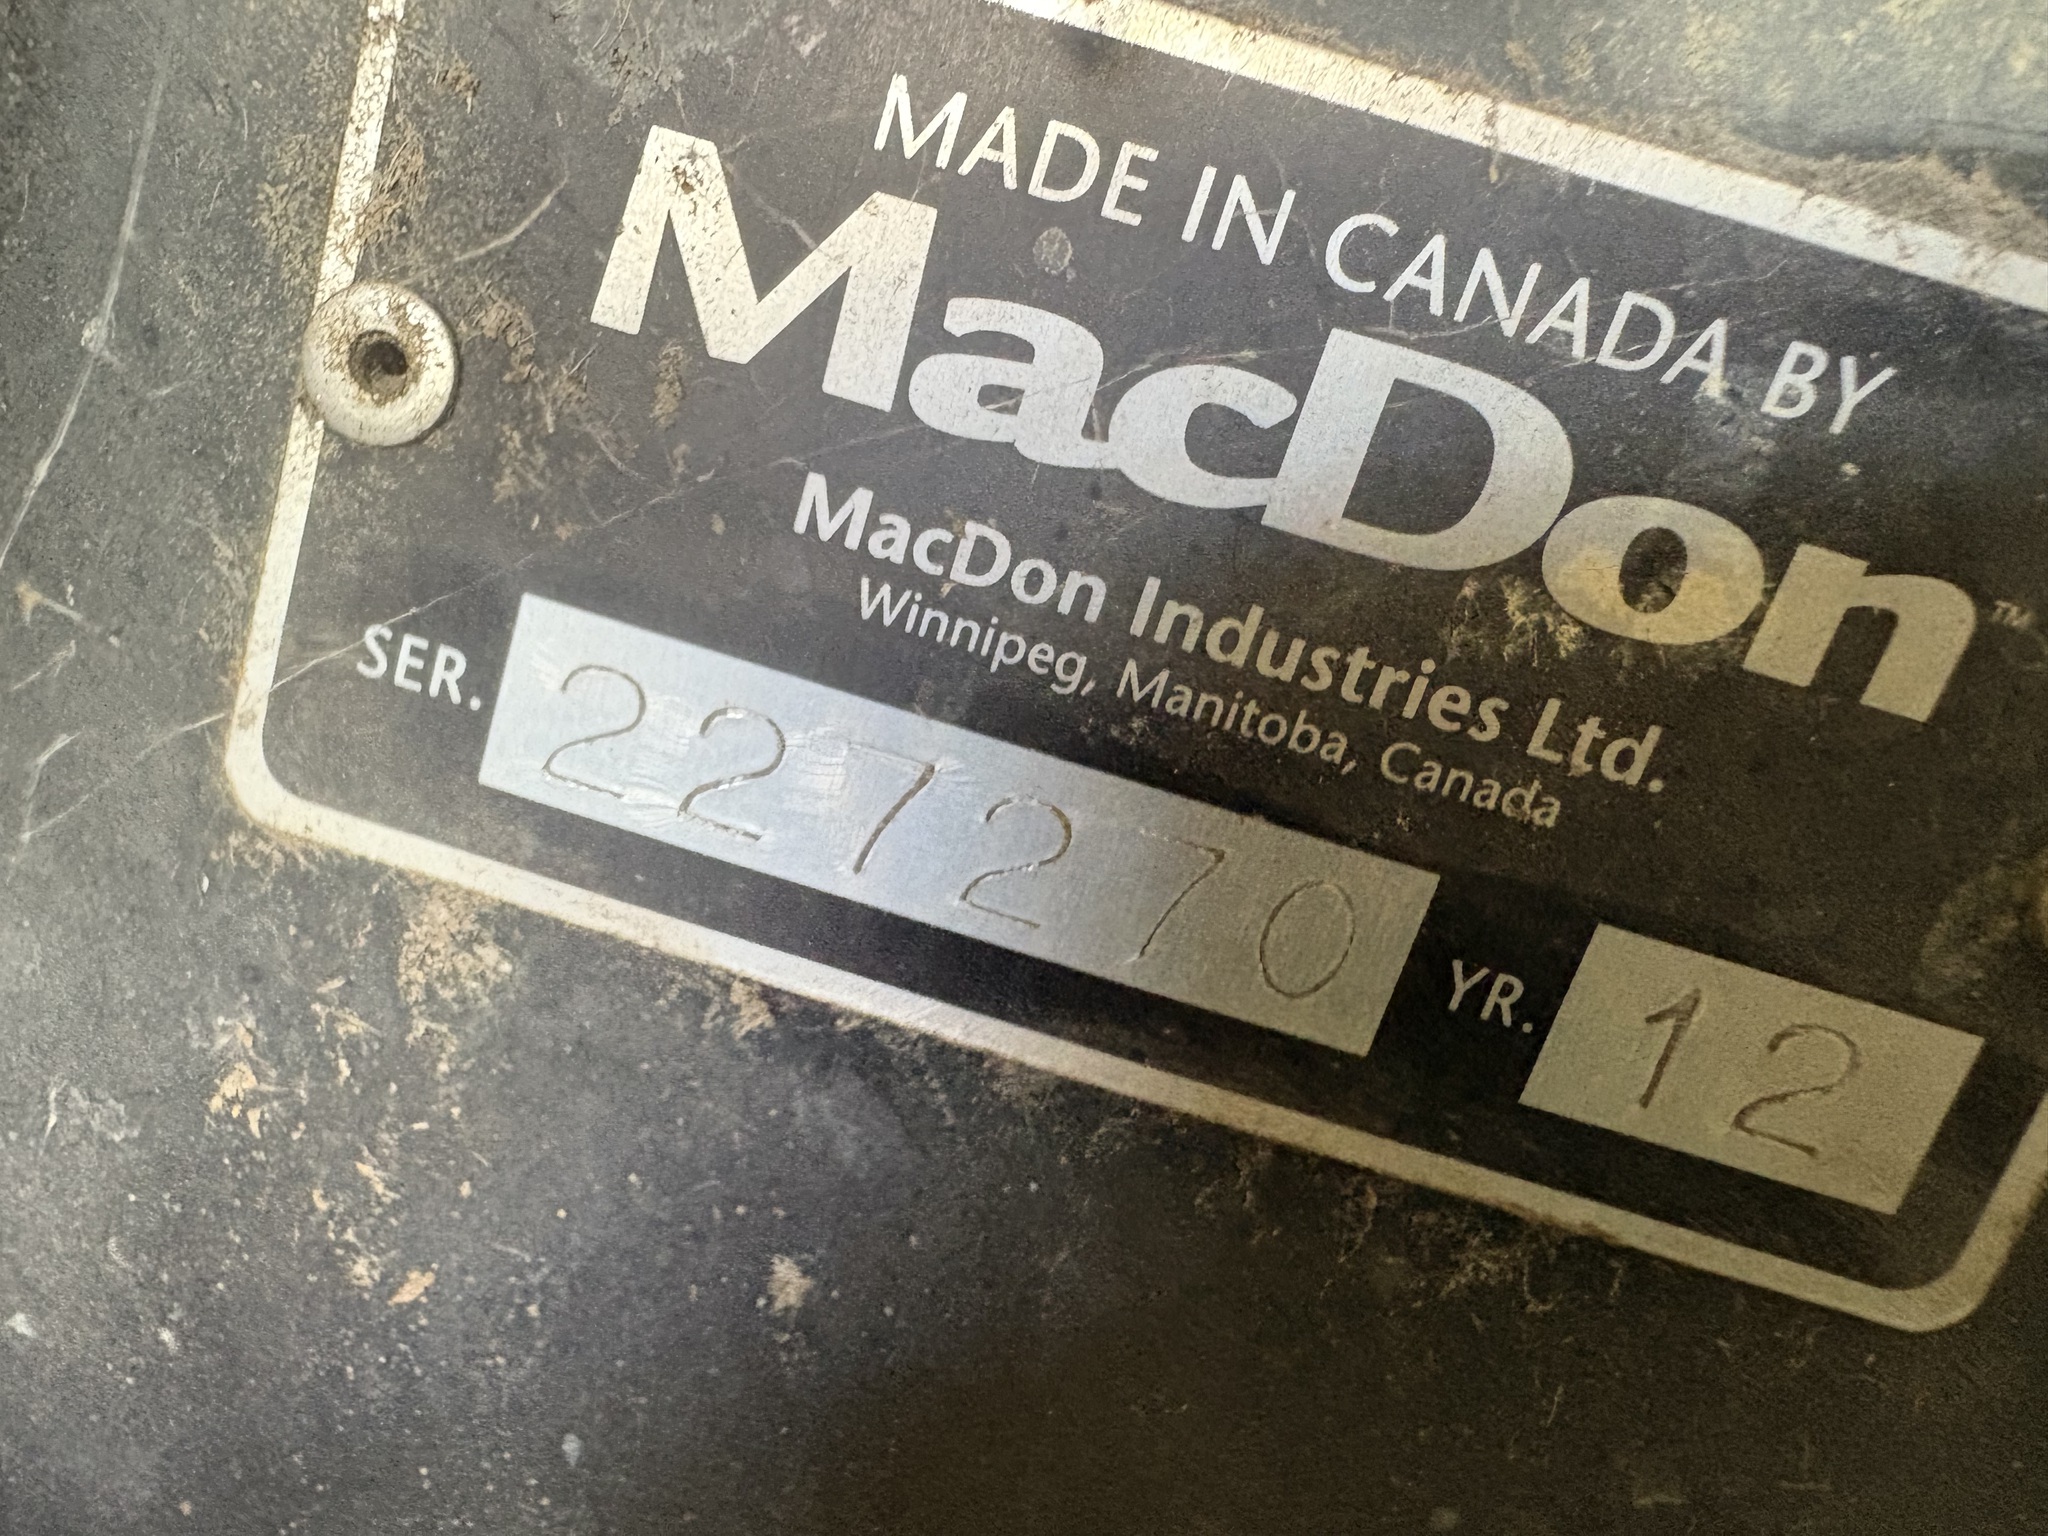 MADE IN CANADA BY
MacDon™
MacDon Industries Ltd.
Winnipeg, Manitoba, Canada
SER. 227270 YR. 12